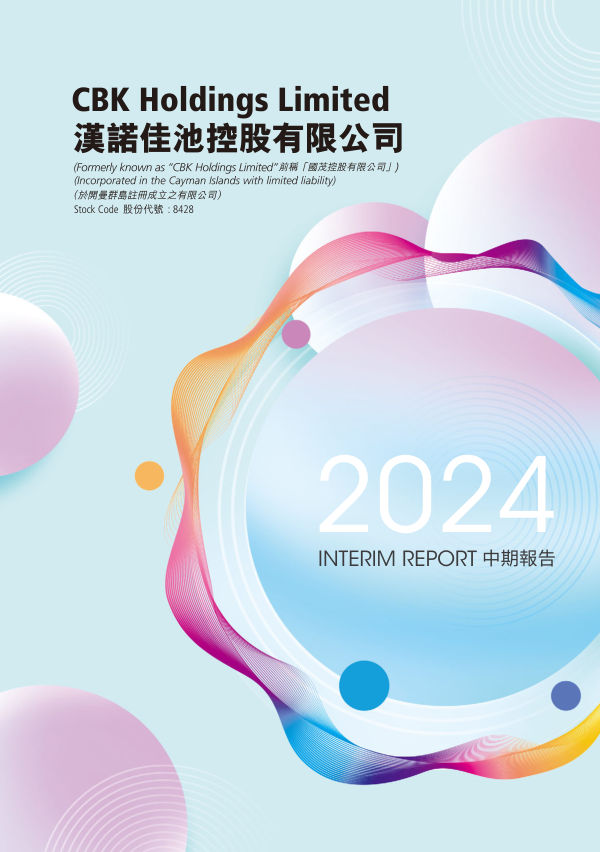 CBK Holdings Limited
漢諾佳池控股有限公司
(Formerly known as “CBK Holdings Limited” 前稱「國茂控股有限公司」)
(Incorporated in the Cayman Islands with limited liability)
（於開曼群島註冊成立之有限公司）
Stock Code 股份代號 : 8428
2024
INTERIM REPORT 中期報告